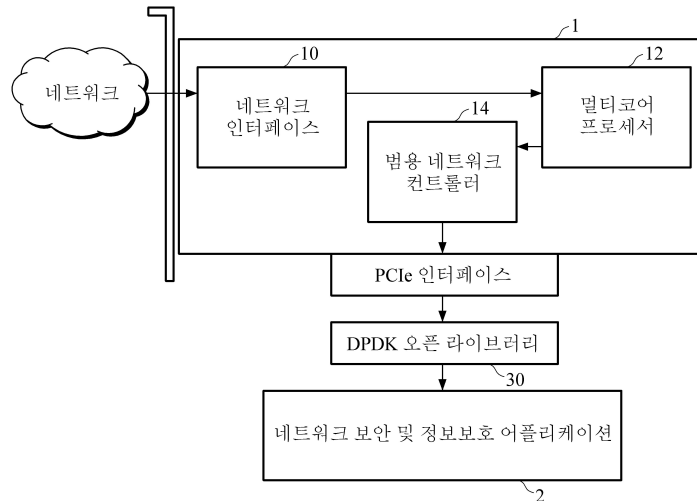 1
10
12
네트워크
네트워크
인터페이스
멀티코어
프로세서
14
범용 네트워크
컨트롤러
PCIe 인터페이스
DPDK 오픈 라이브러리
30
네트워크 보안 및 정보보호 어플리케이션
2